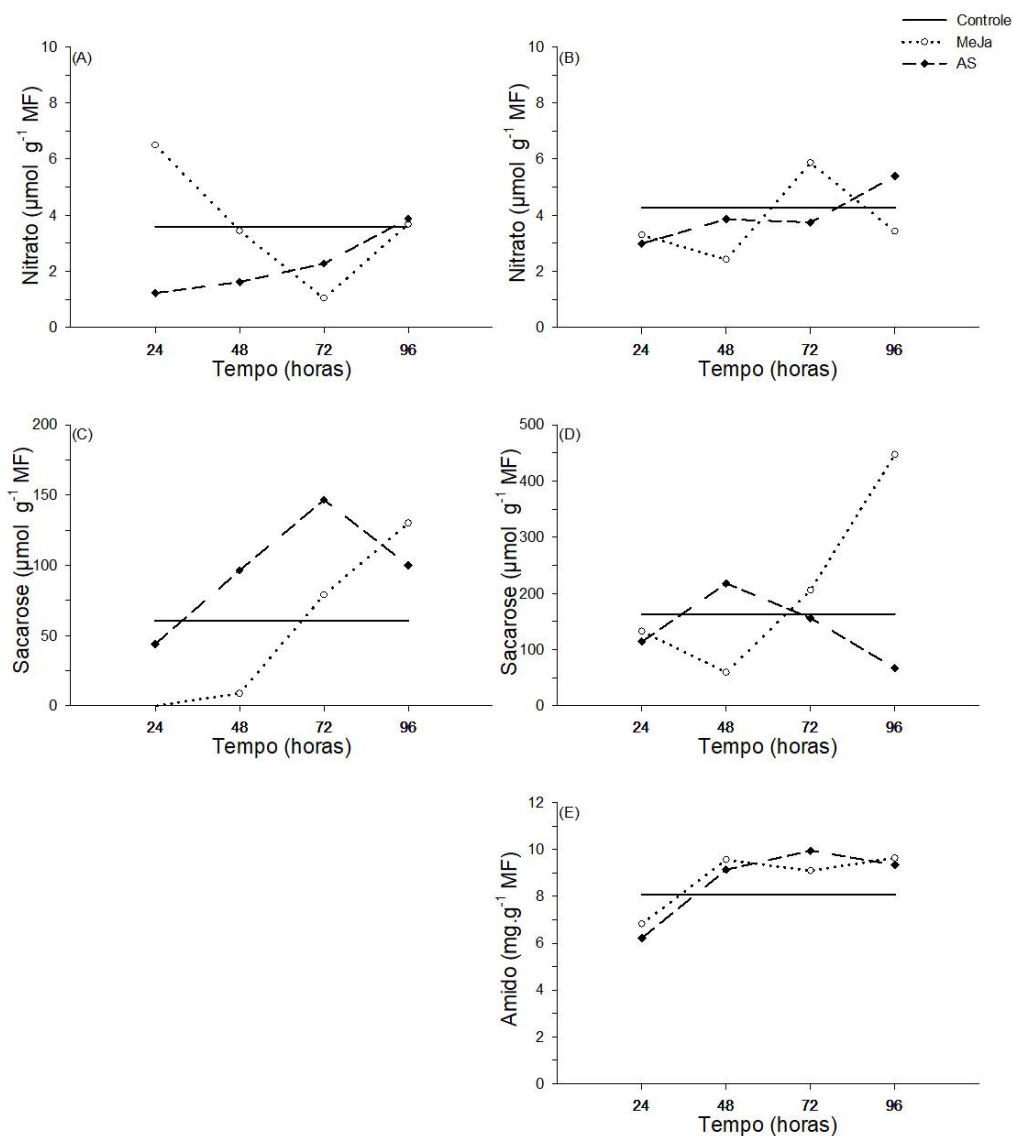 Controle
MeJa
AS
(A)
10
8
6
4
2
0
Nitrato (µmol g⁻¹ MF)
24 48 72 96
Tempo (horas)
(B)
10
8
6
4
2
0
Nitrato (µmol g⁻¹ MF)
24 48 72 96
Tempo (horas)
(C)
200
150
100
50
0
Sacarose (µmol g⁻¹ MF)
24 48 72 96
Tempo (horas)
(D)
500
400
300
200
100
0
Sacarose (µmol g⁻¹ MF)
24 48 72 96
Tempo (horas)
(E)
12
10
8
6
4
2
0
Amido (mg.g⁻¹ MF)
24 48 72 96
Tempo (horas)